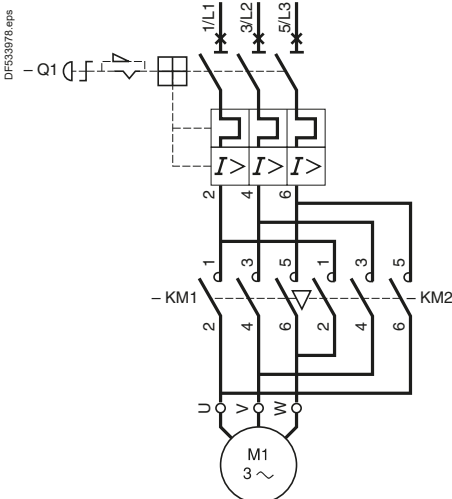 DF533978.eps
1/L1 3/L2 5/L3
– Q1
I> I> I>
2 4 6
1 3 5 1 3 5
– KM1 – KM2
2 4 6 2 4 6
U V W
M1
3 ~